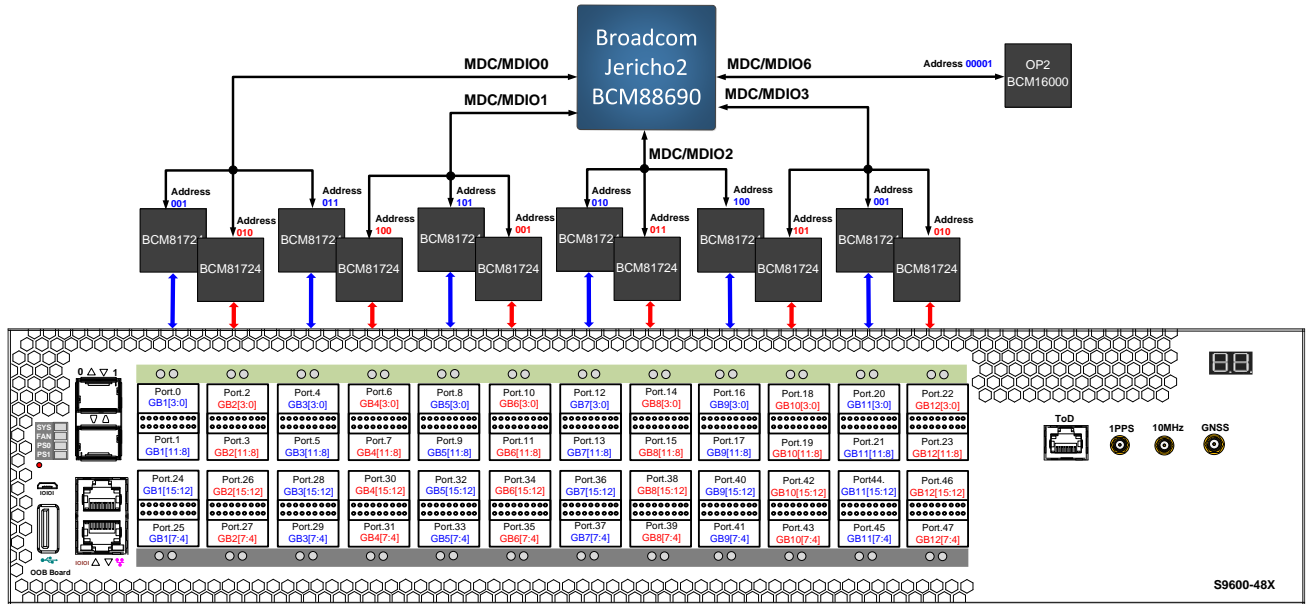 Broadcom
Jericho2
BCM88690
MDC/MDIO0
MDC/MDIO6
Address 00001
OP2
BCM16000
MDC/MDIO1
MDC/MDIO3
MDC/MDIO2
Address
001
Address
010
Address
011
Address
100
Address
101
Address
001
Address
010
Address
011
Address
100
Address
101
Address
001
Address
010
BCM81724
BCM81724
BCM81724
BCM81724
BCM81724
BCM81724
BCM81724
BCM81724
BCM81724
BCM81724
BCM81724
BCM81724
0 △ ▽ 1
▽ △
SYS
FAN
PS0
PS1
IOIOI
OOB Board
IOIOI △ ▽
Port.0 Port.2 Port.4 Port.6 Port.8 Port.10 Port.12 Port.14 Port.16 Port.18 Port.20 Port.22
GB1[3:0] GB2[3:0] GB3[3:0] GB4[3:0] GB5[3:0] GB6[3:0] GB7[3:0] GB8[3:0] GB9[3:0] GB10[3:0] GB11[3:0] GB12[3:0]
Port.1 Port.3 Port.5 Port.7 Port.9 Port.11 Port.13 Port.15 Port.17 Port.19 Port.21 Port.23
GB1[11:8] GB2[11:8] GB3[11:8] GB4[11:8] GB5[11:8] GB6[11:8] GB7[11:8] GB8[11:8] GB9[11:8] GB10[11:8] GB11[11:8] GB12[11:8]
Port.24 Port.26 Port.28 Port.30 Port.32 Port.34 Port.36 Port.38 Port.40 Port.42 Port44. Port.46
GB1[15:12] GB2[15:12] GB3[15:12] GB4[15:12] GB5[15:12] GB6[15:12] GB7[15:12] GB8[15:12] GB9[15:12] GB10[15:12] GB11[15:12] GB12[15:12]
Port.25 Port.27 Port.29 Port.31 Port.33 Port.35 Port.37 Port.39 Port.41 Port.43 Port.45 Port.47
GB1[7:4] GB2[7:4] GB3[7:4] GB4[7:4] GB5[7:4] GB6[7:4] GB7[7:4] GB8[7:4] GB9[7:4] GB10[7:4] GB11[7:4] GB12[7:4]
8.8.
ToD
1PPS
10MHz
GNSS
S9600-48X